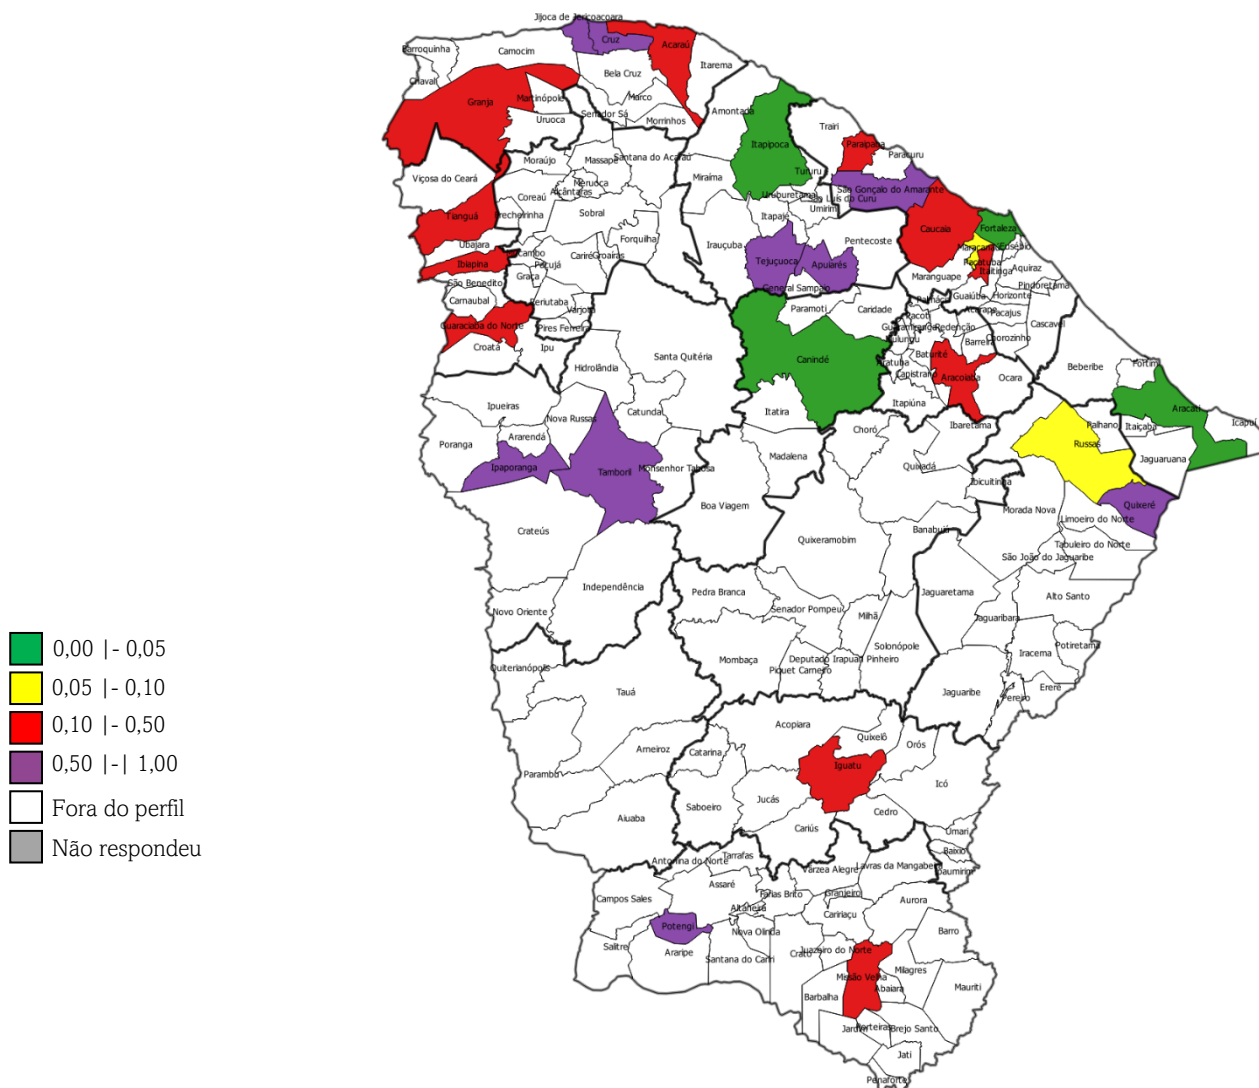 Jijoca de Jericoacoara
Cruz
Acaraú
Barroquinha
Camocim
Itarema
Chaval
Bela Cruz
Granja
Martinópole
Marco
Uruoca
Senador Sá
Morrinhos
Amontada
Trairi
Itapipoca
Paraipaba
Paracuru
Moraújo
Massapê
Santana do Acaraú
Viçosa do Ceará
Meruoca
Alcântaras
Miraíma
Tururu
Coreaú
Uruburetama
São Luís do Curu
São Gonçalo do Amarante
Tianguá
Frecheirinha
Sobral
Itapajé
Umirim
Caucaia
Fortaleza
Ubajara
Forquilha
Irauçuba
Pentecoste
Maracanaú
Eusébio
Mucambo
Cariré
Groaíras
Ibiapina
Pacujá
Tejuçuoca
Apuiarés
Pacatuba
Itaitinga
Aquiraz
Graça
Maranguape
São Benedito
General Sampaio
Pindoretama
Carnaubal
Reriutaba
Varjota
Paramoti
Caridade
Palmácia
Guaiúba
Horizonte
Acarape
Pacajus
Pacoti
Guaraciaba do Norte
Pires Ferreira
Guaramiranga
Redenção
Cascavel
Mulungu
Barreira
Chorozinho
Croatá
Ipu
Santa Quitéria
Canindé
Aratuba
Baturité
Hidrolândia
Capistrano
Aracoiaba
Ocara
Beberibe
Fortim
Ipueiras
Nova Russas
Catunda
Itatira
Itapiúna
Aracati
Ararendá
Choró
Ibaretama
Palhano
Itaiçaba
Icapuí
Poranga
Russas
Ipaporanga
Tamboril
Monsenhor Tabosa
Madalena
Quixadá
Jaguaruana
Ibicuitinga
Boa Viagem
Quixeré
Morada Nova
Limoeiro do Norte
Crateús
Quixeramobim
Banabuiú
Tabuleiro do Norte
São João do Jaguaribe
Independência
Pedra Branca
Jaguaretama
Alto Santo
Novo Oriente
Senador Pompeu
Milhã
Jaguaribara
Solonópole
Potiretama
Iracema
Quiterianópolis
Mombaça
Deputado Irapuan Pinheiro
Piquet Carneiro
Tauá
Jaguaribe
Ererê
Pereiro
Acopiara
Quixelô
Orós
Arneiroz
Catarina
Iguatu
Parambu
Icó
Jucás
Saboeiro
Cedro
Aiuaba
Cariús
Umari
Baixio
Tarrafas
Antonina do Norte
Várzea Alegre
Lavras da Mangabeira
Assaré
Campos Sales
Farias Brito
Granjeiro
Aurora
Altaneira
Caririaçu
Potengi
Nova Olinda
Barro
Salitre
Araripe
Santana do Cariri
Crato
Juazeiro do Norte
Missão Velha
Milagres
Abaiara
Mauriti
Barbalha
Jardim
Porteiras
Brejo Santo
Jati
Penaforte
0,00 |- 0,05
0,05 |- 0,10
0,10 |- 0,50
0,50 |-| 1,00
Fora do perfil
Não respondeu